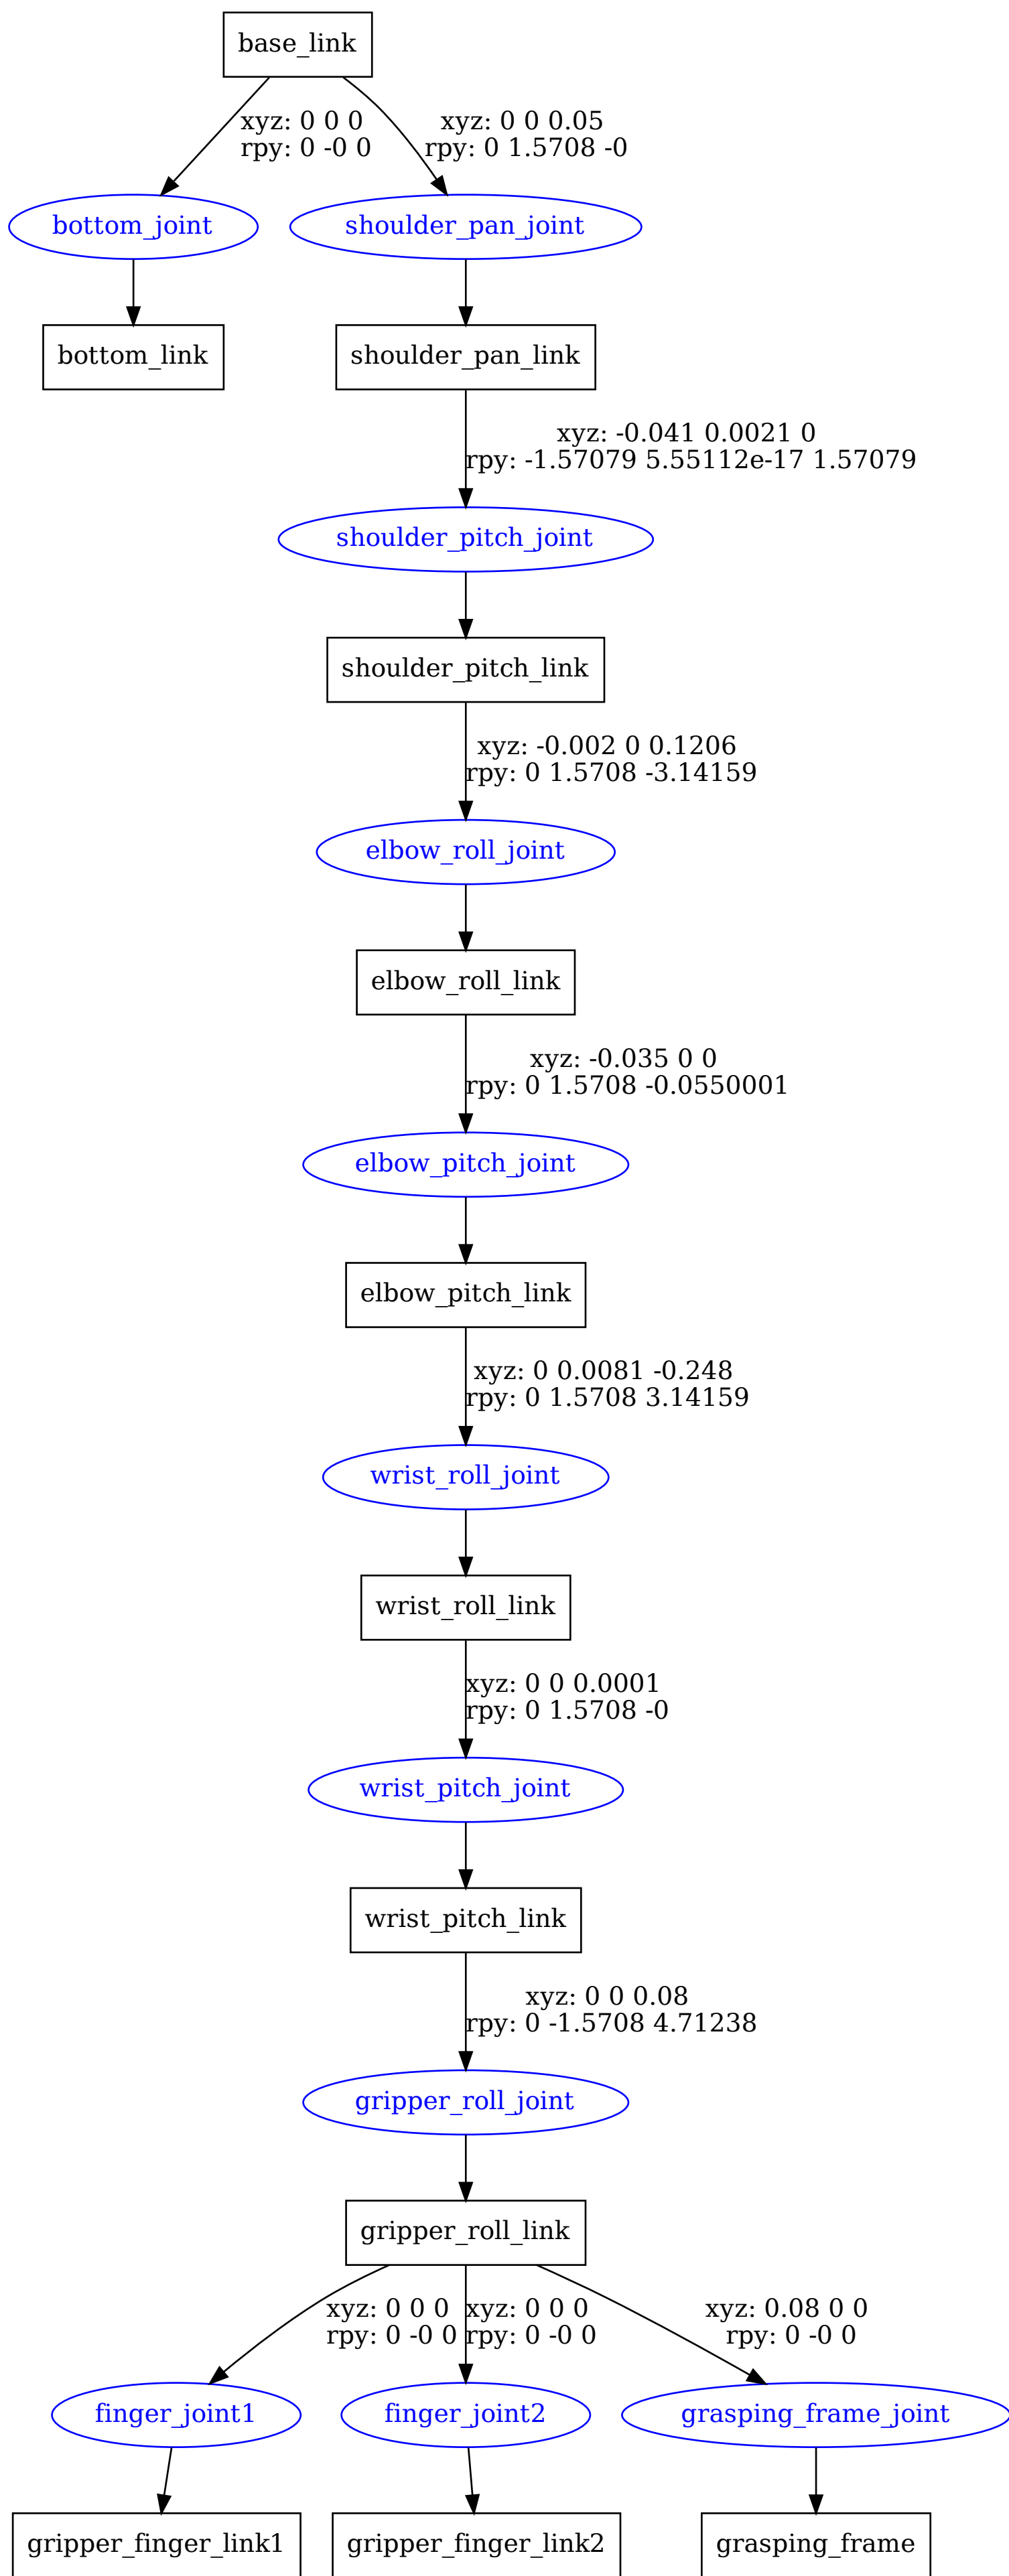 base_link
xyz: 0 0 0
rpy: 0 -0 0
xyz: 0 0 0.05
rpy: 0 1.5708 -0
bottom_joint
shoulder_pan_joint
bottom_link
shoulder_pan_link
xyz: -0.041 0.0021 0
rpy: -1.57079 5.55112e-17 1.57079
shoulder_pitch_joint
shoulder_pitch_link
xyz: -0.002 0 0.1206
rpy: 0 1.5708 -3.14159
elbow_roll_joint
elbow_roll_link
xyz: -0.035 0 0
rpy: 0 1.5708 -0.0550001
elbow_pitch_joint
elbow_pitch_link
xyz: 0 0.0081 -0.248
rpy: 0 1.5708 3.14159
wrist_roll_joint
wrist_roll_link
xyz: 0 0 0.0001
rpy: 0 1.5708 -0
wrist_pitch_joint
wrist_pitch_link
xyz: 0 0 0.08
rpy: 0 -1.5708 4.71238
gripper_roll_joint
gripper_roll_link
xyz: 0 0 0
rpy: 0 -0 0
xyz: 0 0 0
rpy: 0 -0 0
xyz: 0.08 0 0
rpy: 0 -0 0
finger_joint1
finger_joint2
grasping_frame_joint
gripper_finger_link1
gripper_finger_link2
grasping_frame